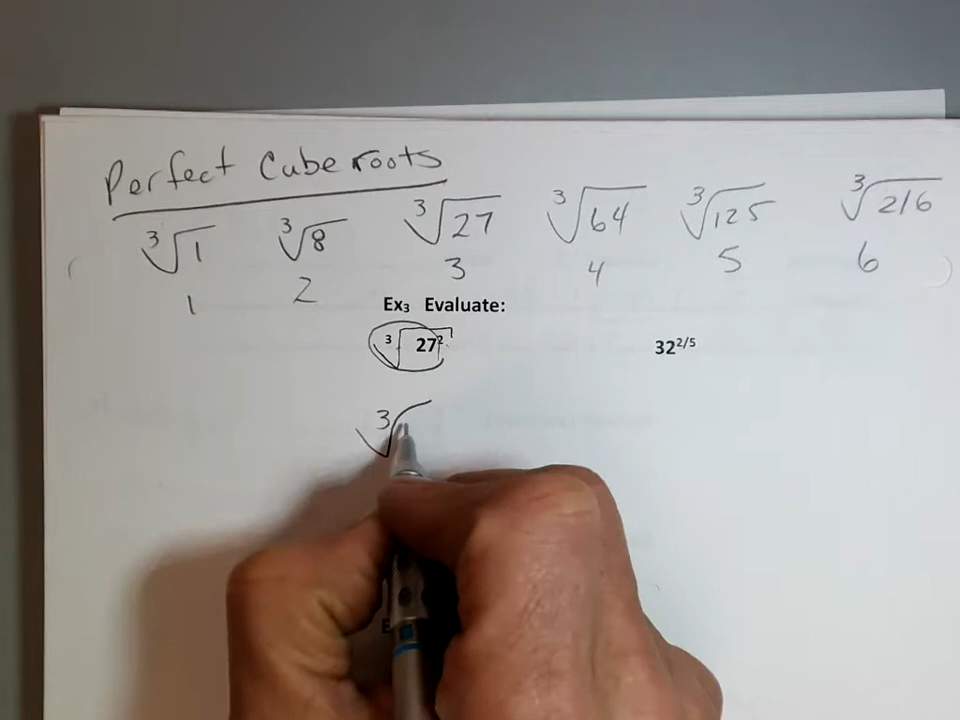 Perfect Cube roots
∛1 ∛8 ∛27 ∛64 ∛125 ∛216
1 2 3 4 5 6
Ex₃ Evaluate:
∛27² 32^{2/5}
∛